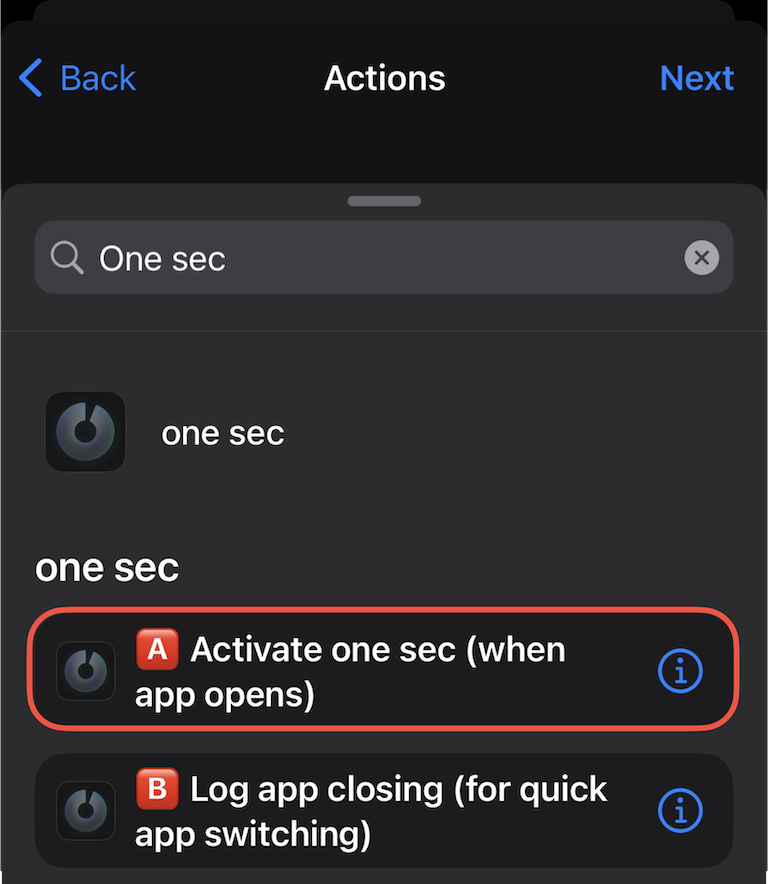 Back Actions Next
One sec
one sec
one sec
🅰️ Activate one sec (when
app opens)
🅱️ Log app closing (for quick
app switching)